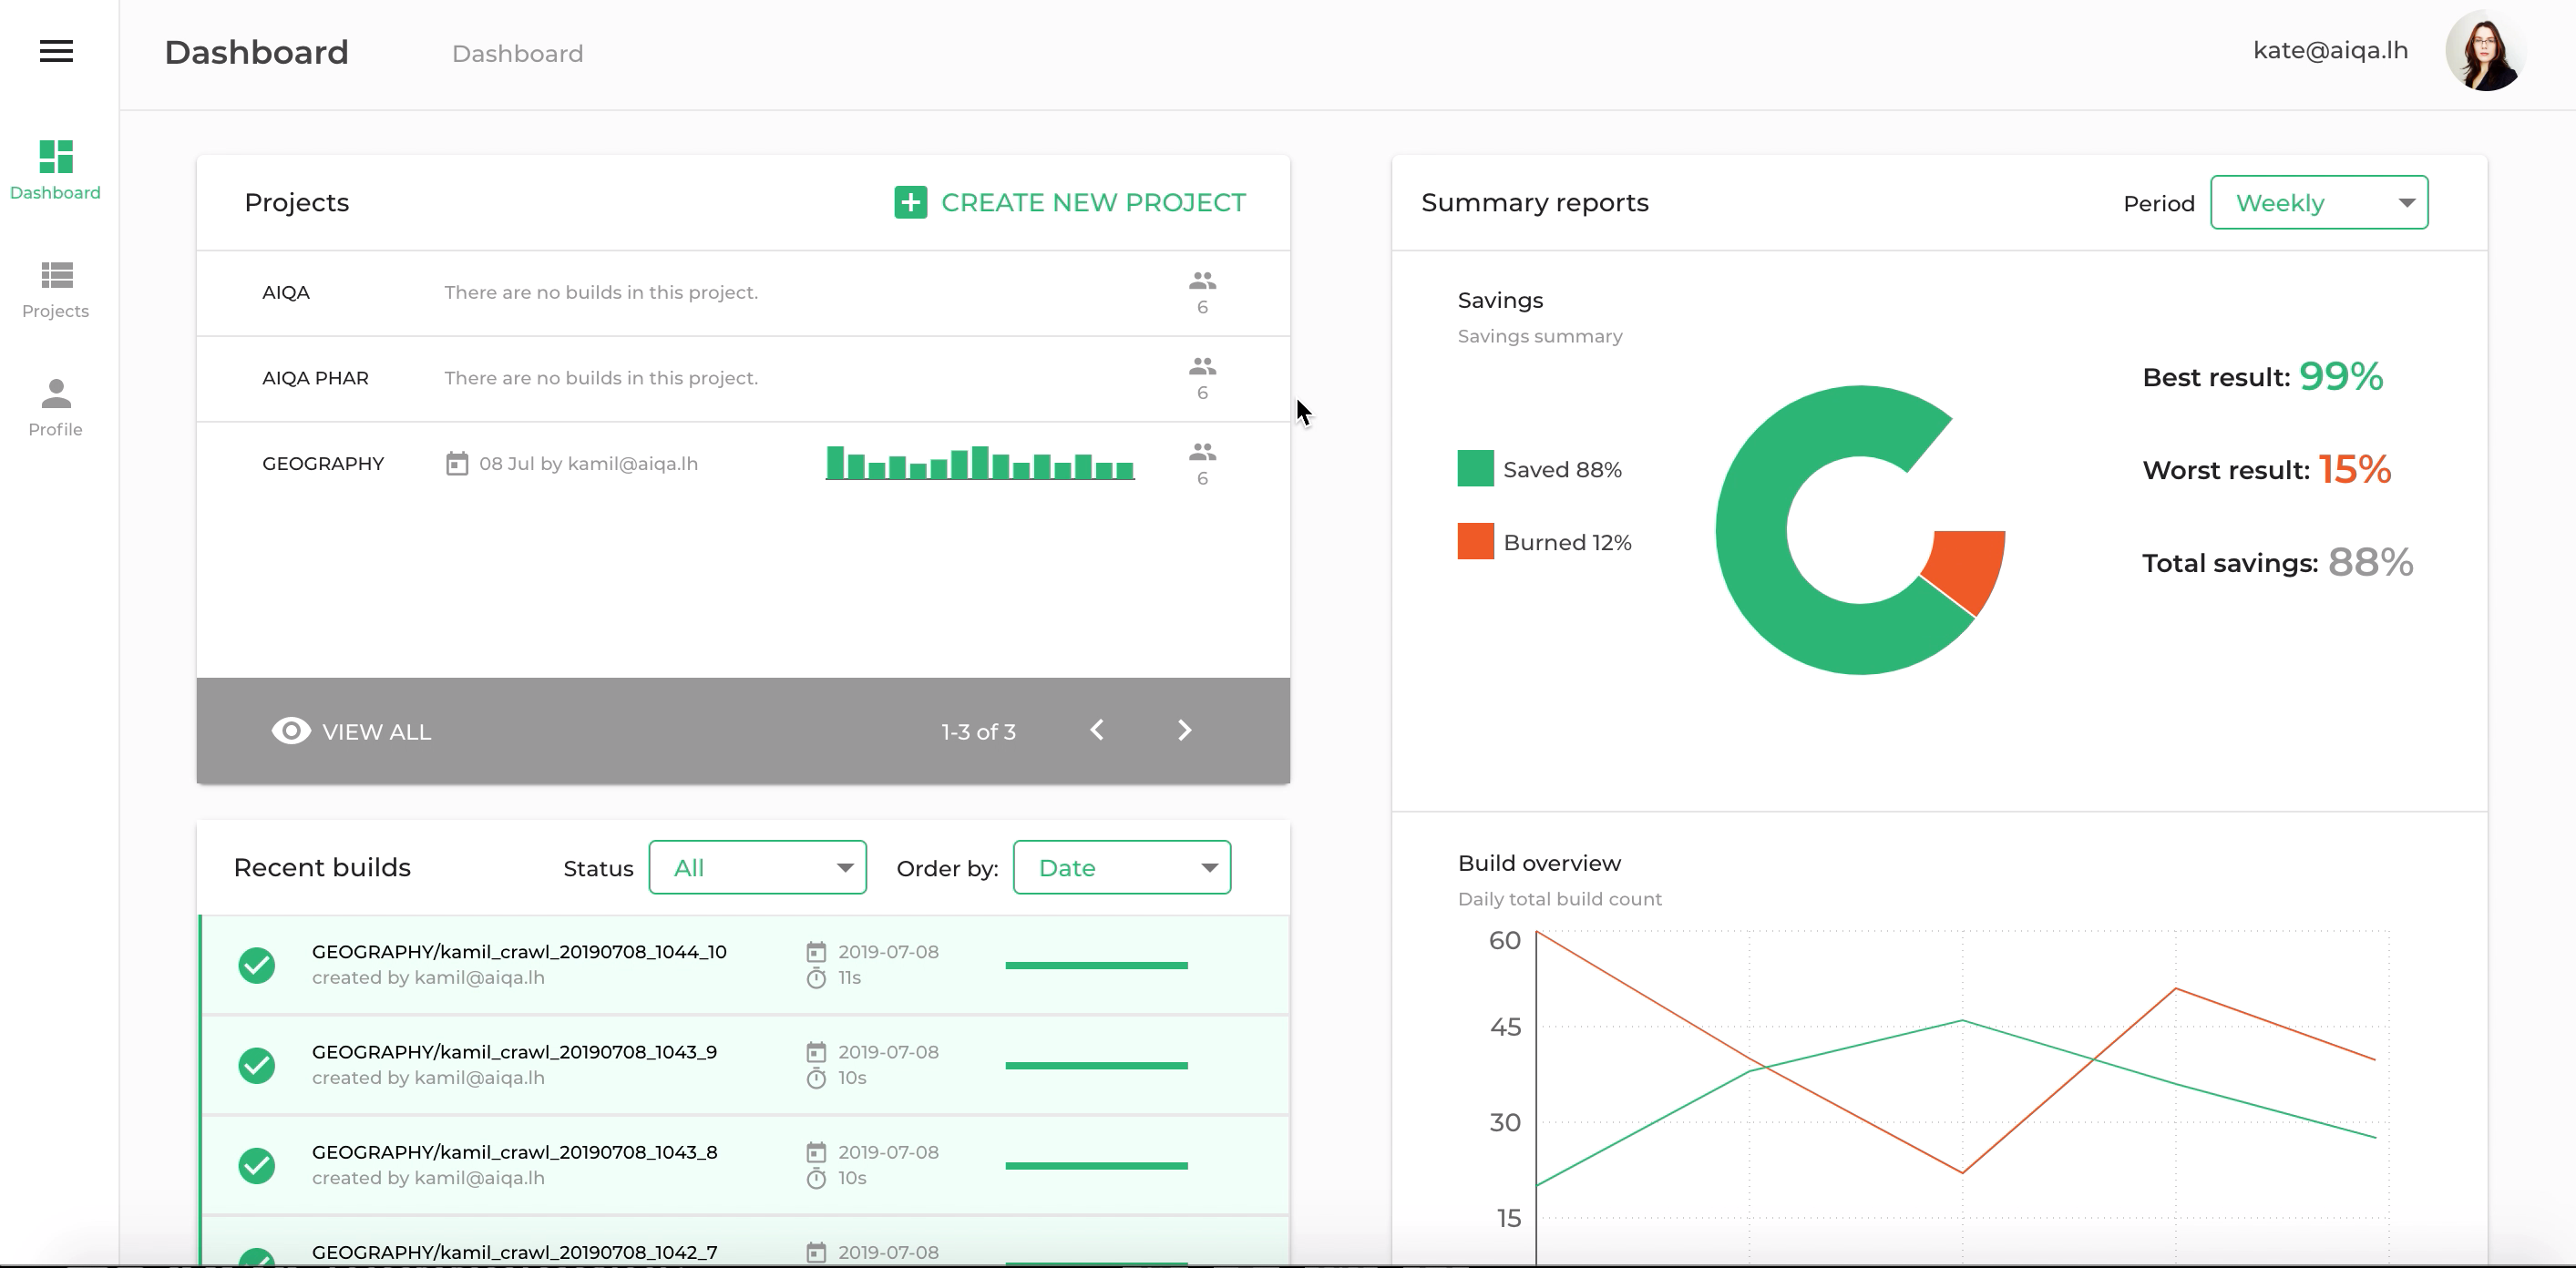 Dashboard
Dashboard
kate@aiqa.lh
Dashboard
Projects
Profile
Projects
CREATE NEW PROJECT
AIQA
There are no builds in this project.
6
AIQA PHAR
There are no builds in this project.
6
GEOGRAPHY
08 Jul by kamil@aiqa.lh
6
VIEW ALL
1-3 of 3
Recent builds
Status
All
Order by:
Date
GEOGRAPHY/kamil_crawl_20190708_1044_10
created by kamil@aiqa.lh
2019-07-08
11s
GEOGRAPHY/kamil_crawl_20190708_1043_9
created by kamil@aiqa.lh
2019-07-08
10s
GEOGRAPHY/kamil_crawl_20190708_1043_8
created by kamil@aiqa.lh
2019-07-08
10s
GEOGRAPHY/kamil_crawl_20190708_1042_7
2019-07-08
Summary reports
Period
Weekly
Savings
Savings summary
Saved 88%
Burned 12%
Best result: 99%
Worst result: 15%
Total savings: 88%
Build overview
Daily total build count
60
45
30
15